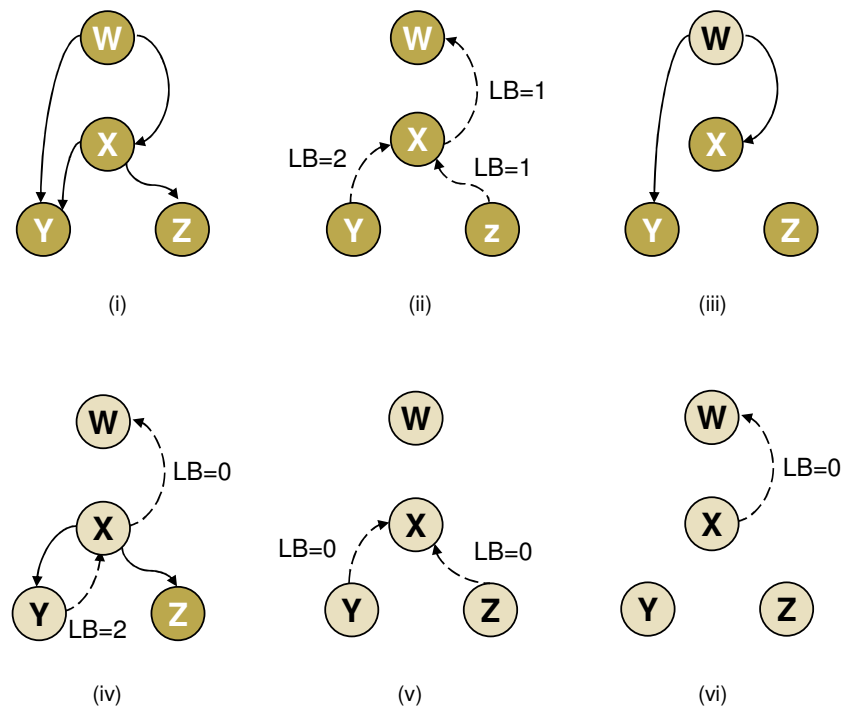 W
X
Y
Z
(i)
W
LB=1
X
LB=2
LB=1
Y
z
(ii)
W
X
Y
Z
(iii)
W
LB=0
X
Y
LB=2
Z
(iv)
W
X
LB=0
LB=0
Y
Z
(v)
W
LB=0
X
Y
Z
(vi)